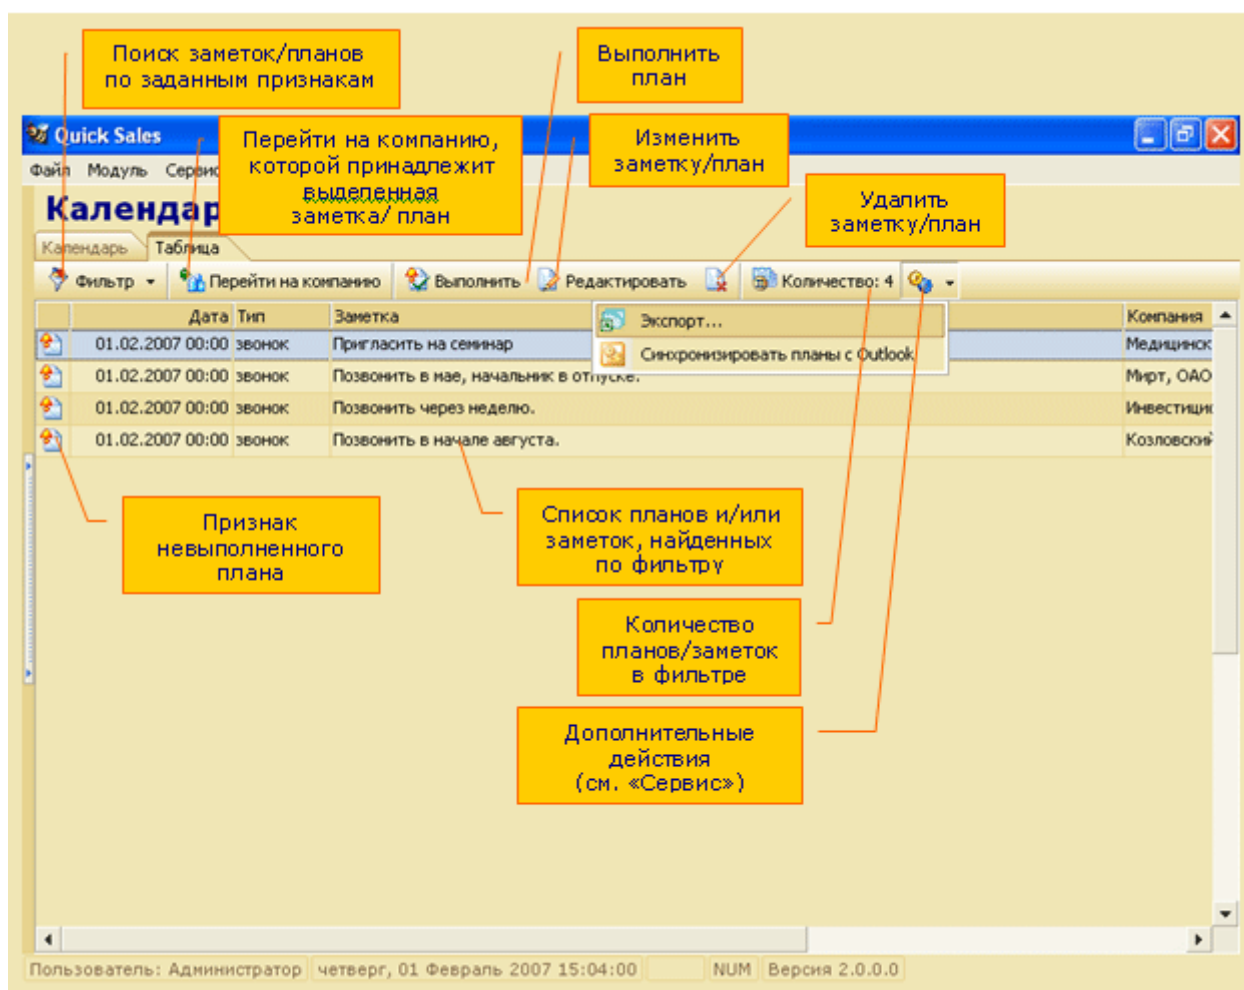 Поиск заметок/планов
по заданным признакам
Выполнить
план
Quick Sales
Перейти на компанию,
которой принадлежит
выделенная
заметка/ план
Изменить
заметку/план
Файл Модуль Сервис
Удалить
заметку/план
Календар
Календарь Таблица
Фильтр Перейти на компанию Выполнить Редактировать Количество: 4
Дата Тип Заметка Компания
Экспорт...
Синхронизировать планы с Outlook
01.02.2007 00:00 звонок Пригласить на семинар Медицинск
01.02.2007 00:00 звонок Позвонить в мае, начальник в отпуске. Мирт, ОАО
01.02.2007 00:00 звонок Позвонить через неделю. Инвестицио
01.02.2007 00:00 звонок Позвонить в начале августа. Козловский
Признак
невыполненного
плана
Список планов и/или
заметок, найденных
по фильтру
Количество
планов/заметок
в фильтре
Дополнительные
действия
(см. «Сервис»)
Пользователь: Администратор четверг, 01 Февраль 2007 15:04:00 NUM Версия 2.0.0.0